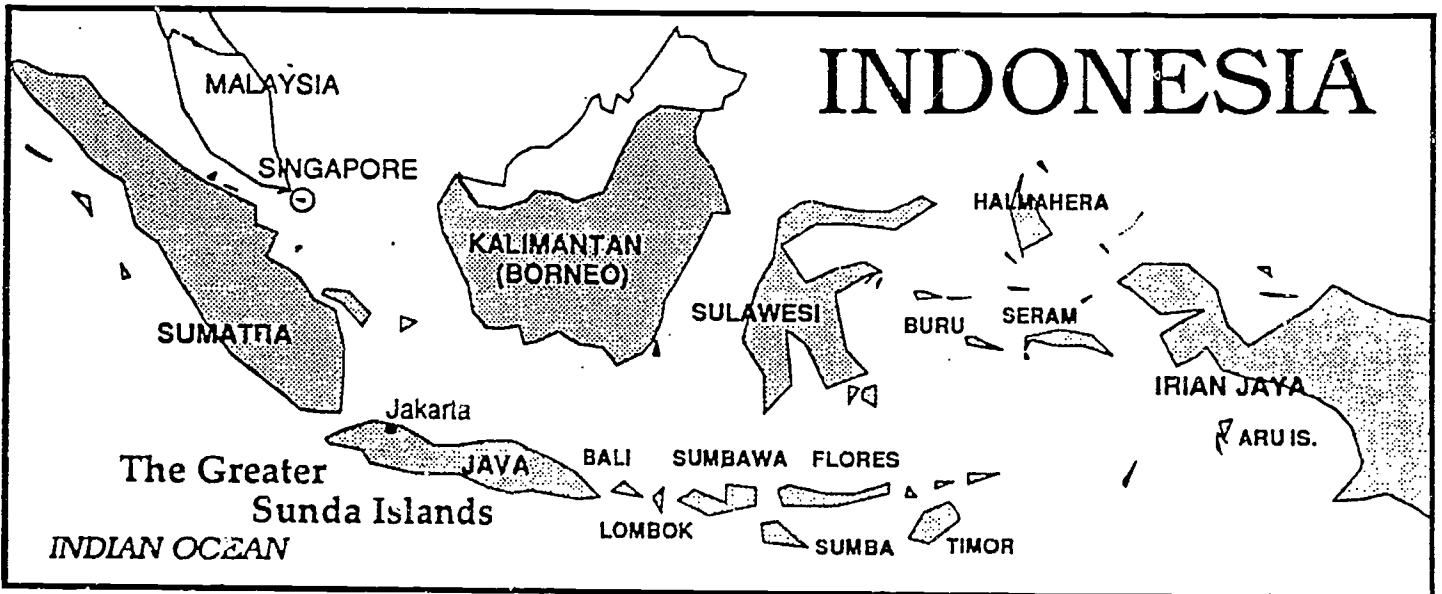 INDONESIA
MALAYSIA
SINGAPORE
HALMAHERA
KALIMANTAN
(BORNEO)
SULAWESI
BURU
SERAM
SUMATRA
IRIAN JAYA
Jakarta
ARU IS.
JAVA
BALI
SUMBAWA
FLORES
The Greater
Sunda Islands
LOMBOK
SUMBA
TIMOR
INDIAN OCEAN